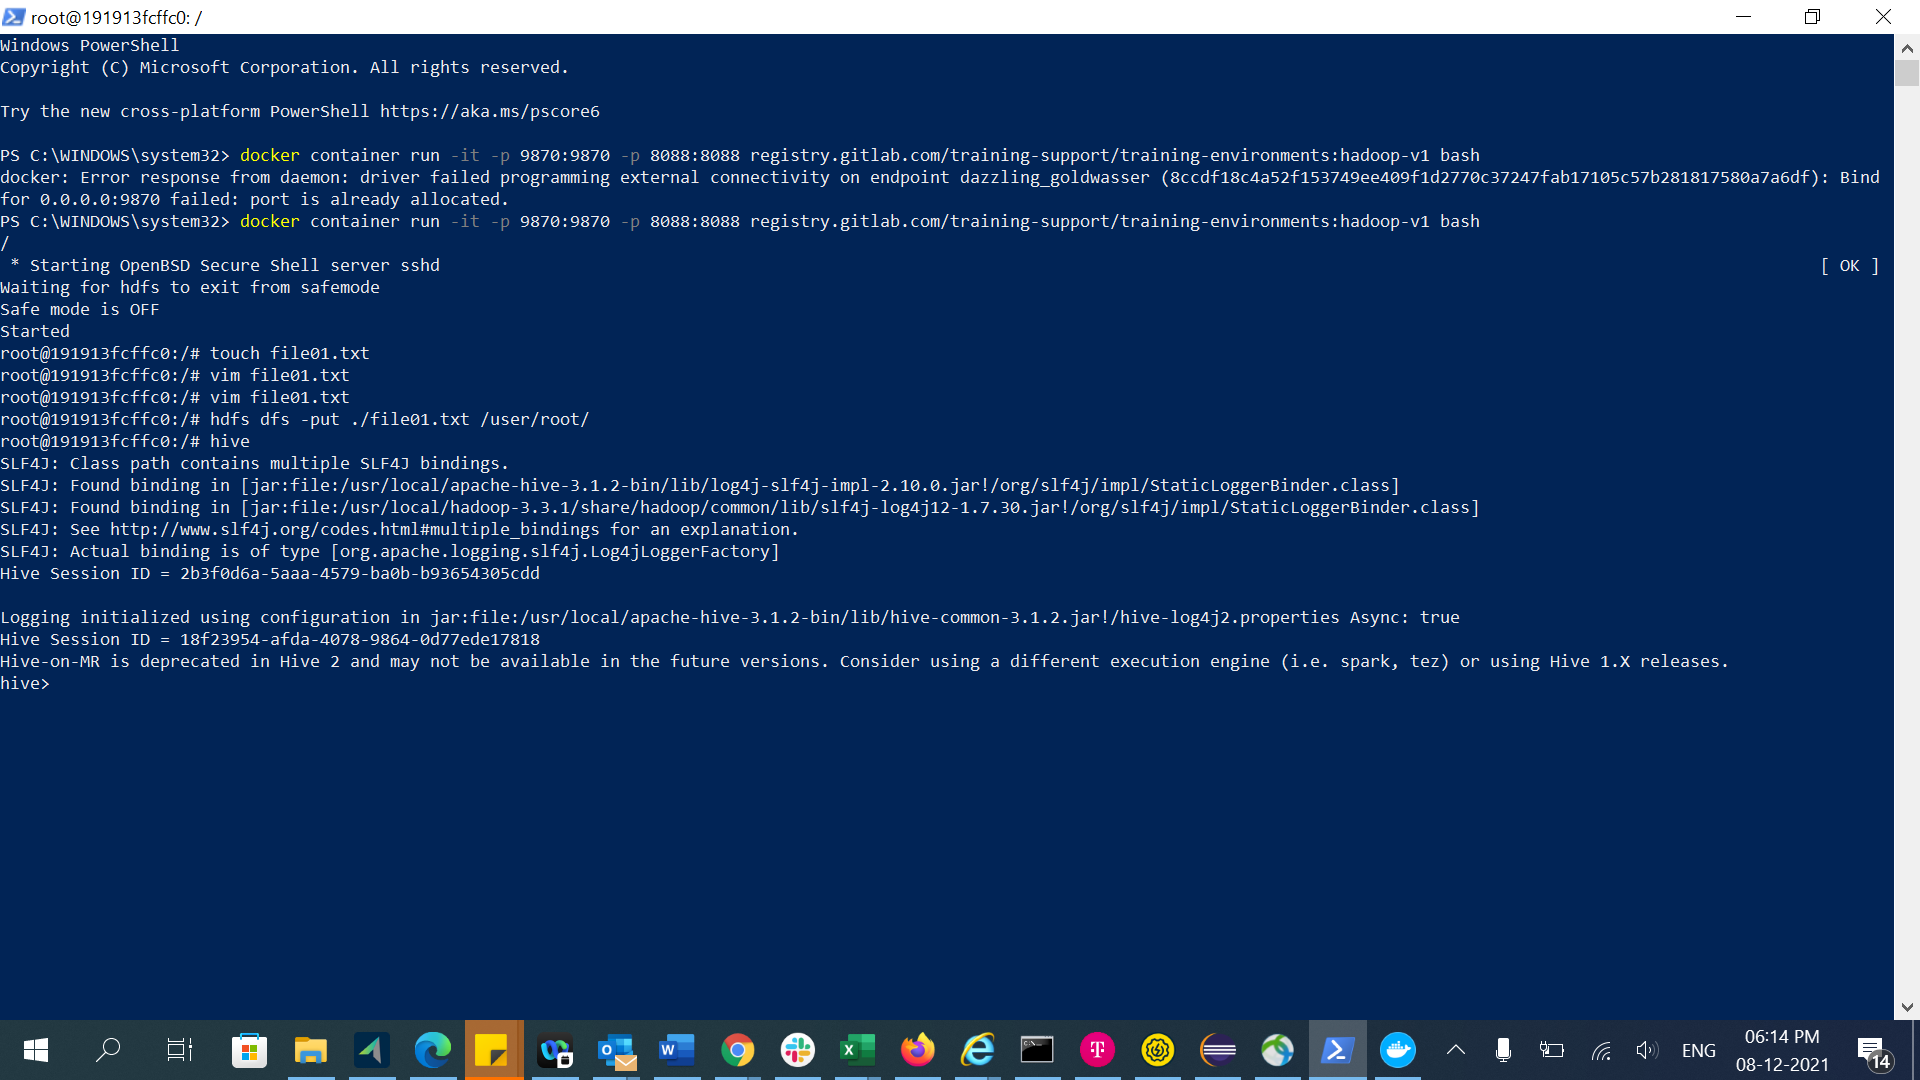 root@191913fcffc0: /
Windows PowerShell
Copyright (C) Microsoft Corporation. All rights reserved.
Try the new cross-platform PowerShell https://aka.ms/pscore6
PS C:\WINDOWS\system32> docker container run -it -p 9870:9870 -p 8088:8088 registry.gitlab.com/training-support/training-environments:hadoop-v1 bash
docker: Error response from daemon: driver failed programming external connectivity on endpoint dazzling_goldwasser (8ccdf18c4a52f153749ee409f1d2770c37247fab17105c57b281817580a7a6df): Bind
for 0.0.0.0:9870 failed: port is already allocated.
PS C:\WINDOWS\system32> docker container run -it -p 9870:9870 -p 8088:8088 registry.gitlab.com/training-support/training-environments:hadoop-v1 bash
/
* Starting OpenBSD Secure Shell server sshd [ OK ]
Waiting for hdfs to exit from safemode
Safe mode is OFF
Started
root@191913fcffc0:/# touch file01.txt
root@191913fcffc0:/# vim file01.txt
root@191913fcffc0:/# vim file01.txt
root@191913fcffc0:/# hdfs dfs -put ./file01.txt /user/root/
root@191913fcffc0:/# hive
SLF4J: Class path contains multiple SLF4J bindings.
SLF4J: Found binding in [jar:file:/usr/local/apache-hive-3.1.2-bin/lib/log4j-slf4j-impl-2.10.0.jar!/org/slf4j/impl/StaticLoggerBinder.class]
SLF4J: Found binding in [jar:file:/usr/local/hadoop-3.3.1/share/hadoop/common/lib/slf4j-log4j12-1.7.30.jar!/org/slf4j/impl/StaticLoggerBinder.class]
SLF4J: See http://www.slf4j.org/codes.html#multiple_bindings for an explanation.
SLF4J: Actual binding is of type [org.apache.logging.slf4j.Log4jLoggerFactory]
Hive Session ID = 2b3f0d6a-5aaa-4579-ba0b-b93654305cdd
Logging initialized using configuration in jar:file:/usr/local/apache-hive-3.1.2-bin/lib/hive-common-3.1.2.jar!/hive-log4j2.properties Async: true
Hive Session ID = 18f23954-afda-4078-9864-0d77ede17818
Hive-on-MR is deprecated in Hive 2 and may not be available in the future versions. Consider using a different execution engine (i.e. spark, tez) or using Hive 1.X releases.
hive>
ENG
06:14 PM
08-12-2021
14